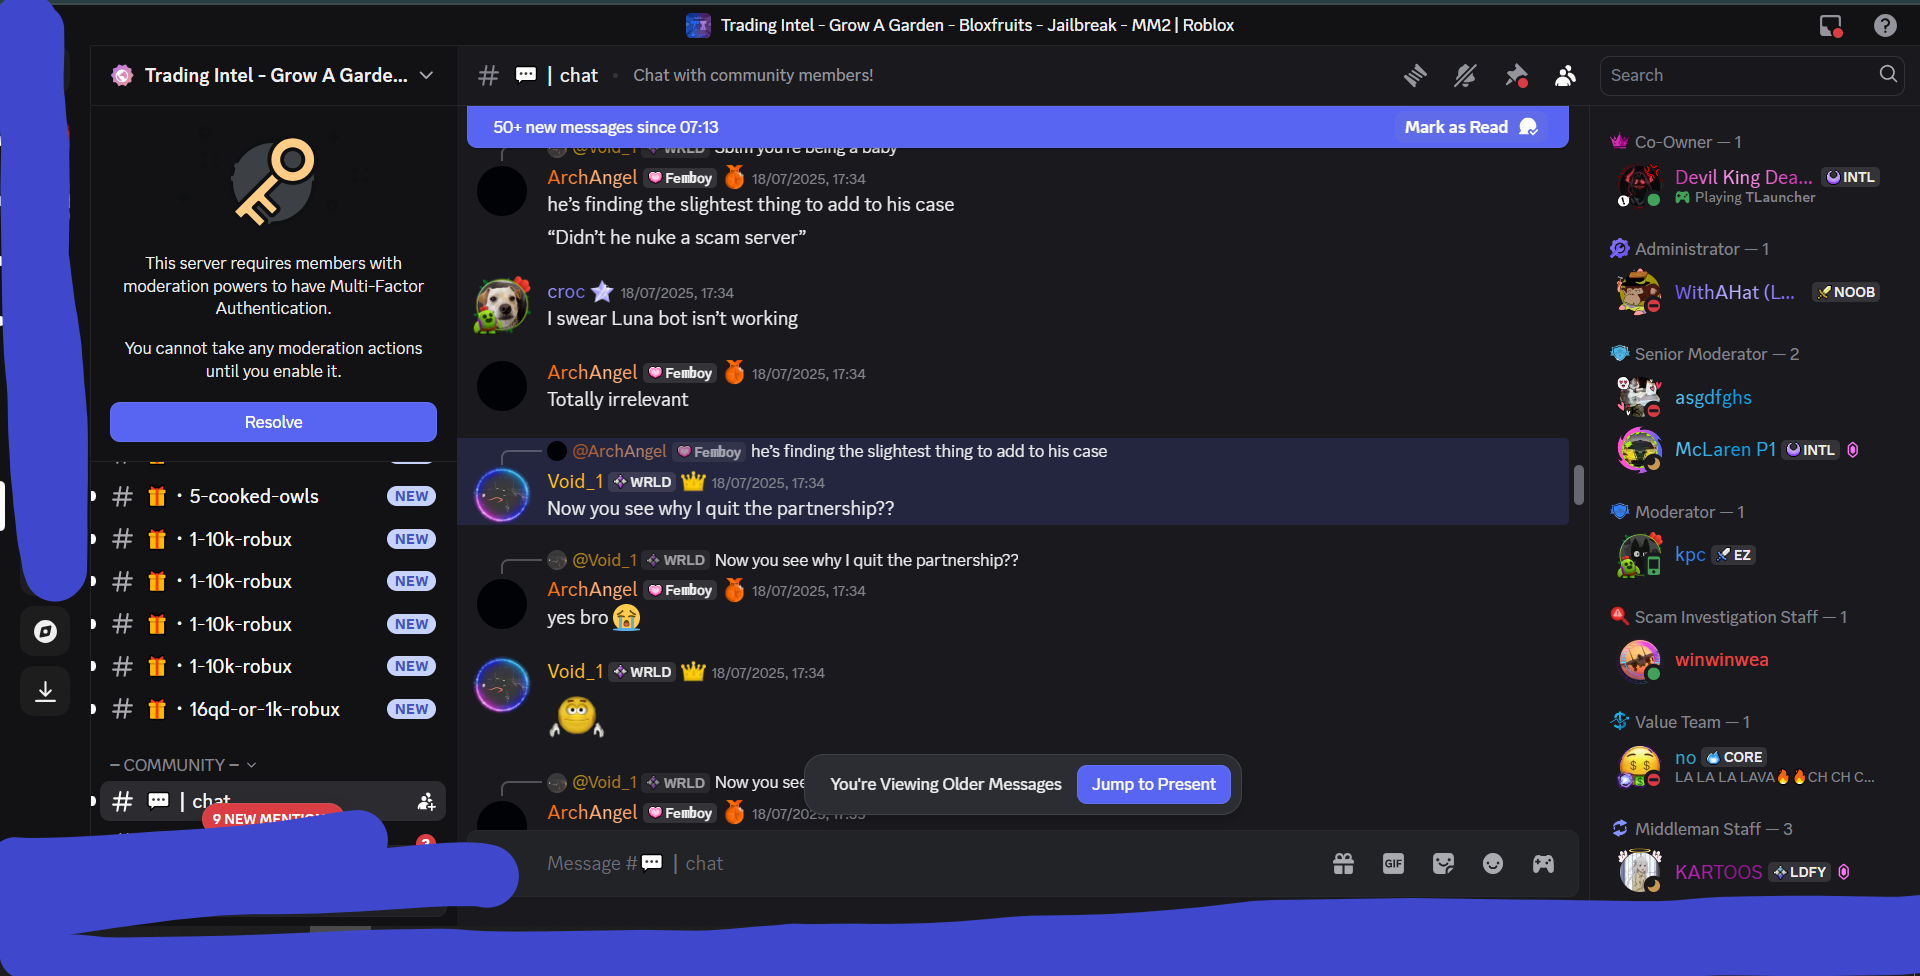 Trading Intel - Grow A Garden - Bloxfruits - Jailbreak - MM2 | Roblox
Trading Intel - Grow A Garde...
This server requires members with
moderation powers to have Multi-Factor
Authentication.
You cannot take any moderation actions
until you enable it.
Resolve
# 🎁 • 5-cooked-owls NEW
# 🎁 • 1-10k-robux NEW
# 🎁 • 1-10k-robux NEW
# 🎁 • 1-10k-robux NEW
# 🎁 • 1-10k-robux NEW
# 🎁 • 16qd-or-1k-robux NEW
– COMMUNITY –
# 💬 | chat
# 💬 | chat • Chat with community members!
Search
50+ new messages since 07:13
Mark as Read
@Void_1 WRLD Sblm you're being a baby
ArchAngel Femboy 18/07/2025, 17:34
he's finding the slightest thing to add to his case
“Didn't he nuke a scam server”
croc 18/07/2025, 17:34
I swear Luna bot isn't working
ArchAngel Femboy 18/07/2025, 17:34
Totally irrelevant
@ArchAngel Femboy he's finding the slightest thing to add to his case
Void_1 WRLD 18/07/2025, 17:34
Now you see why I quit the partnership??
@Void_1 WRLD Now you see why I quit the partnership??
ArchAngel Femboy 18/07/2025, 17:34
yes bro 😭
Void_1 WRLD 18/07/2025, 17:34
@Void_1 WRLD Now you see
ArchAngel Femboy 18/07/2025,
You're Viewing Older Messages
Jump to Present
Message #💬 | chat
GIF
Co-Owner — 1
Devil King Dea... INTL
Playing TLauncher
Administrator — 1
WithAHat (L... NOOB
Senior Moderator — 2
asgdfghs
McLaren P1 INTL
Moderator — 1
kpc EZ
Scam Investigation Staff — 1
winwinwea
Value Team — 1
no CORE
LA LA LA LAVA🔥🔥CH CH C...
Middleman Staff — 3
KARTOOS LDFY
9 NEW